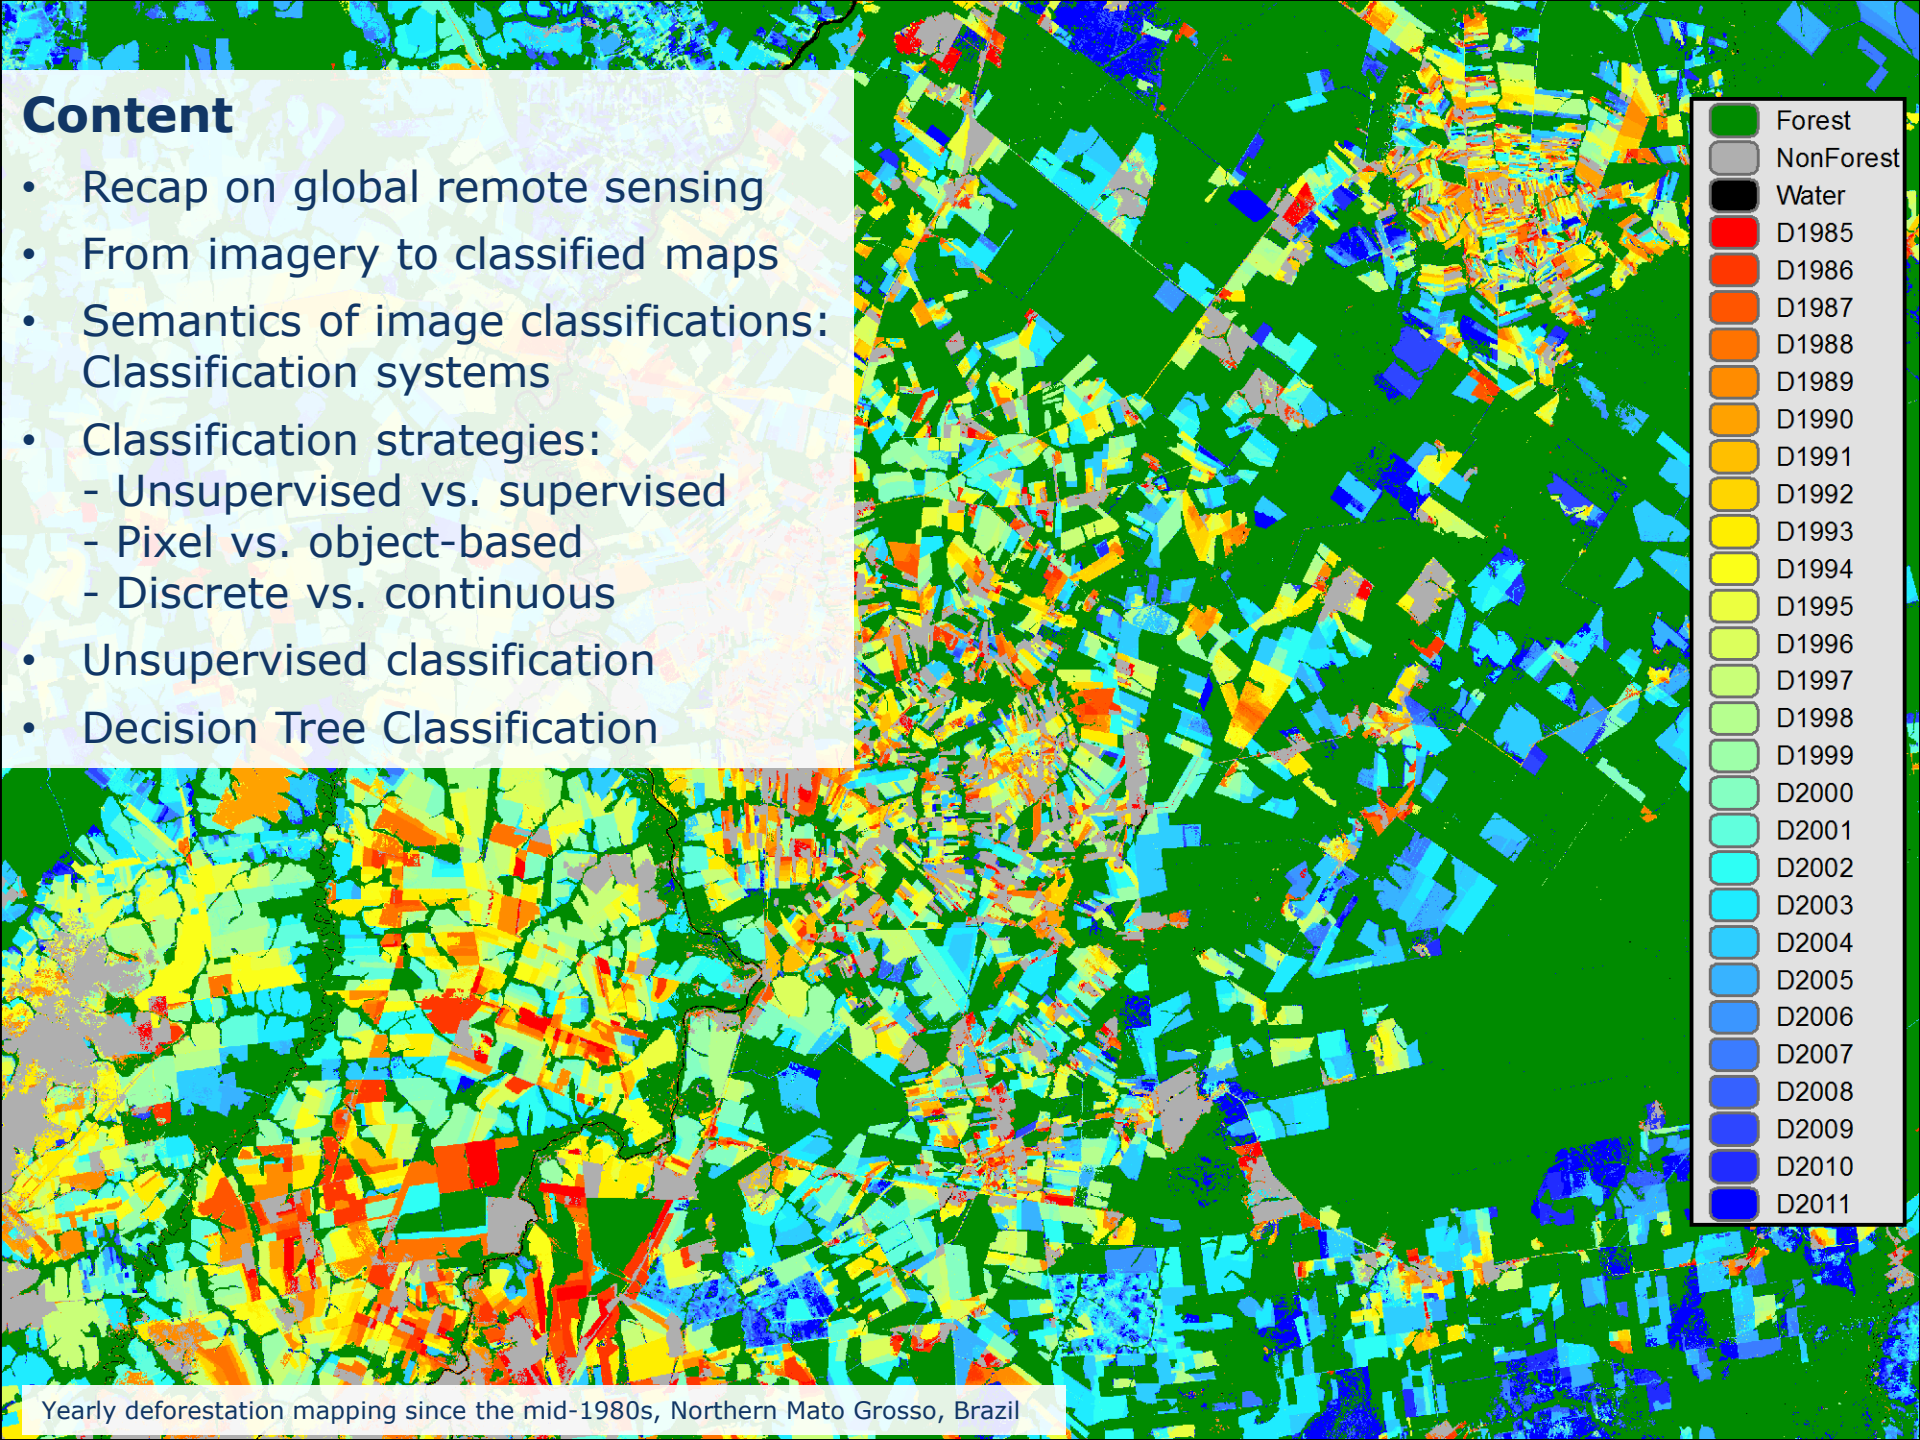 Content
• Recap on global remote sensing
• From imagery to classified maps
• Semantics of image classifications:
Classification systems
• Classification strategies:
- Unsupervised vs. supervised
- Pixel vs. object-based
- Discrete vs. continuous
• Unsupervised classification
• Decision Tree Classification
Forest
NonForest
Water
D1985
D1986
D1987
D1988
D1989
D1990
D1991
D1992
D1993
D1994
D1995
D1996
D1997
D1998
D1999
D2000
D2001
D2002
D2003
D2004
D2005
D2006
D2007
D2008
D2009
D2010
D2011
Yearly deforestation mapping since the mid-1980s, Northern Mato Grosso, Brazil